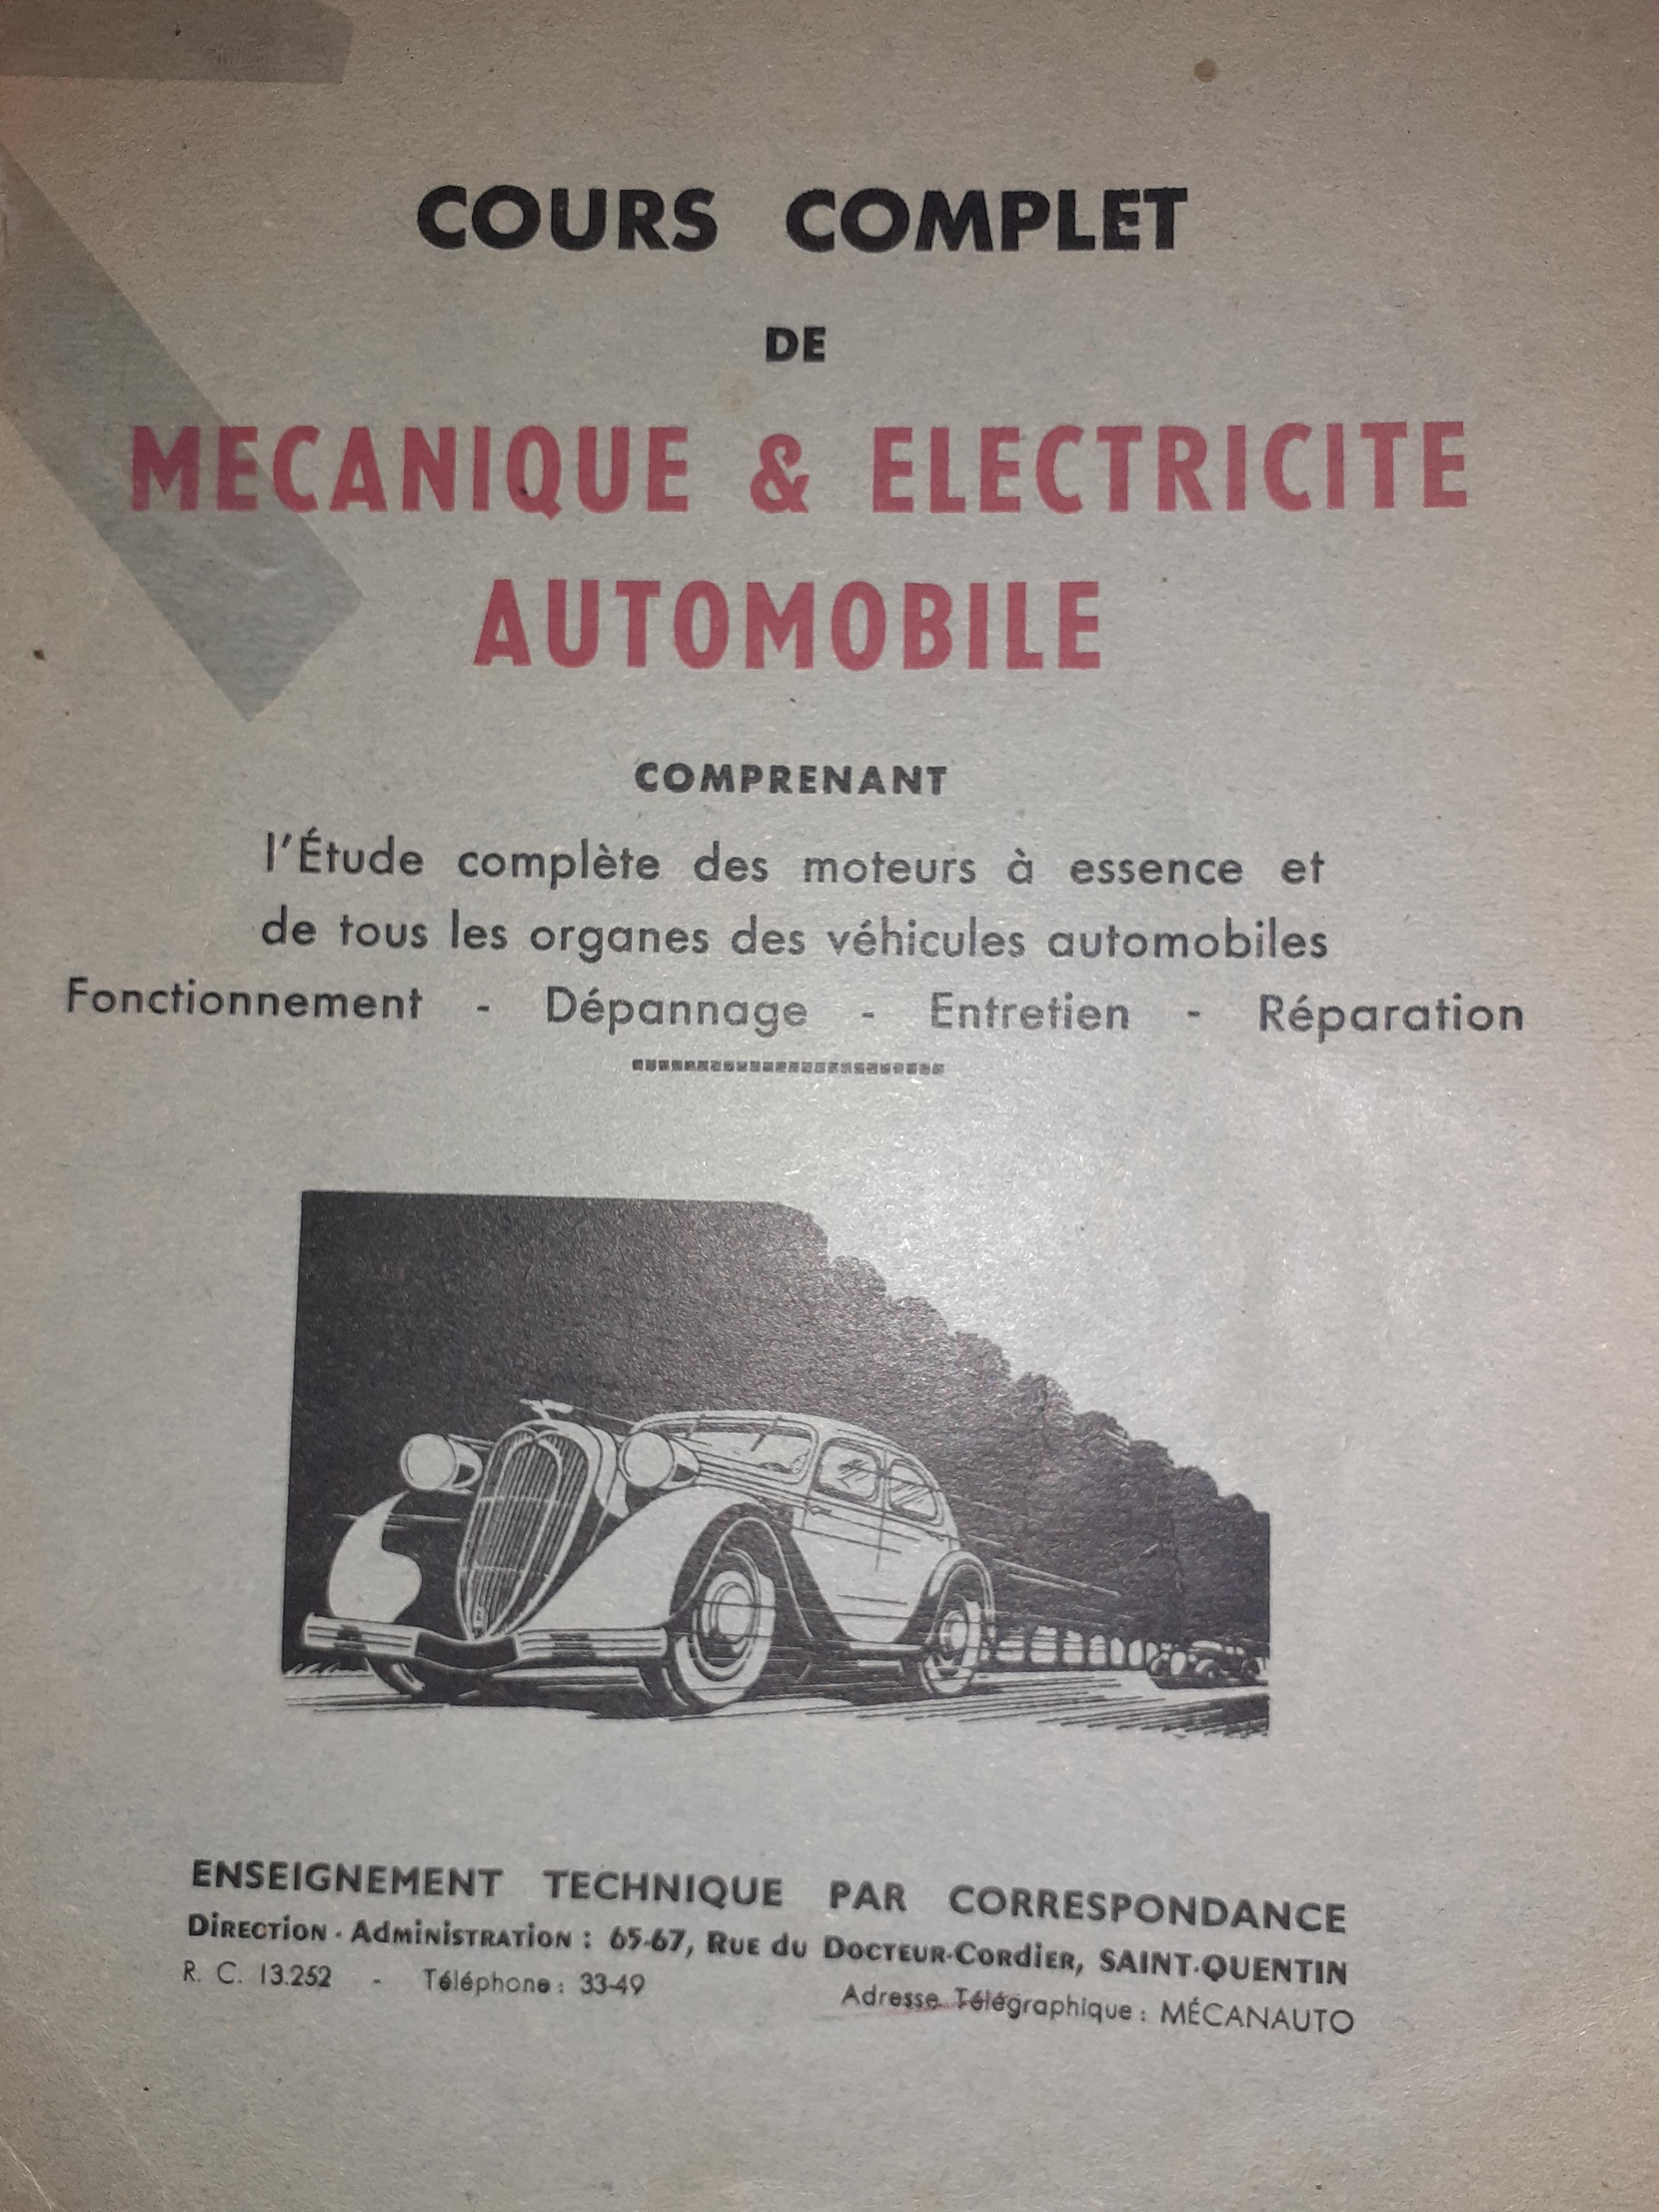 COURS COMPLET
DE
MECANIQUE & ELECTRICITE
AUTOMOBILE
COMPRENANT
l'Étude complète des moteurs à essence et
de tous les organes des véhicules automobiles
Fonctionnement - Dépannage - Entretien - Réparation
ENSEIGNEMENT TECHNIQUE PAR CORRESPONDANCE
Direction - Administration : 65-67, Rue du Docteur-Cordier, SAINT-QUENTIN
R. C. 13.252 - Téléphone : 33-49 Adresse Télégraphique : MÉCANAUTO